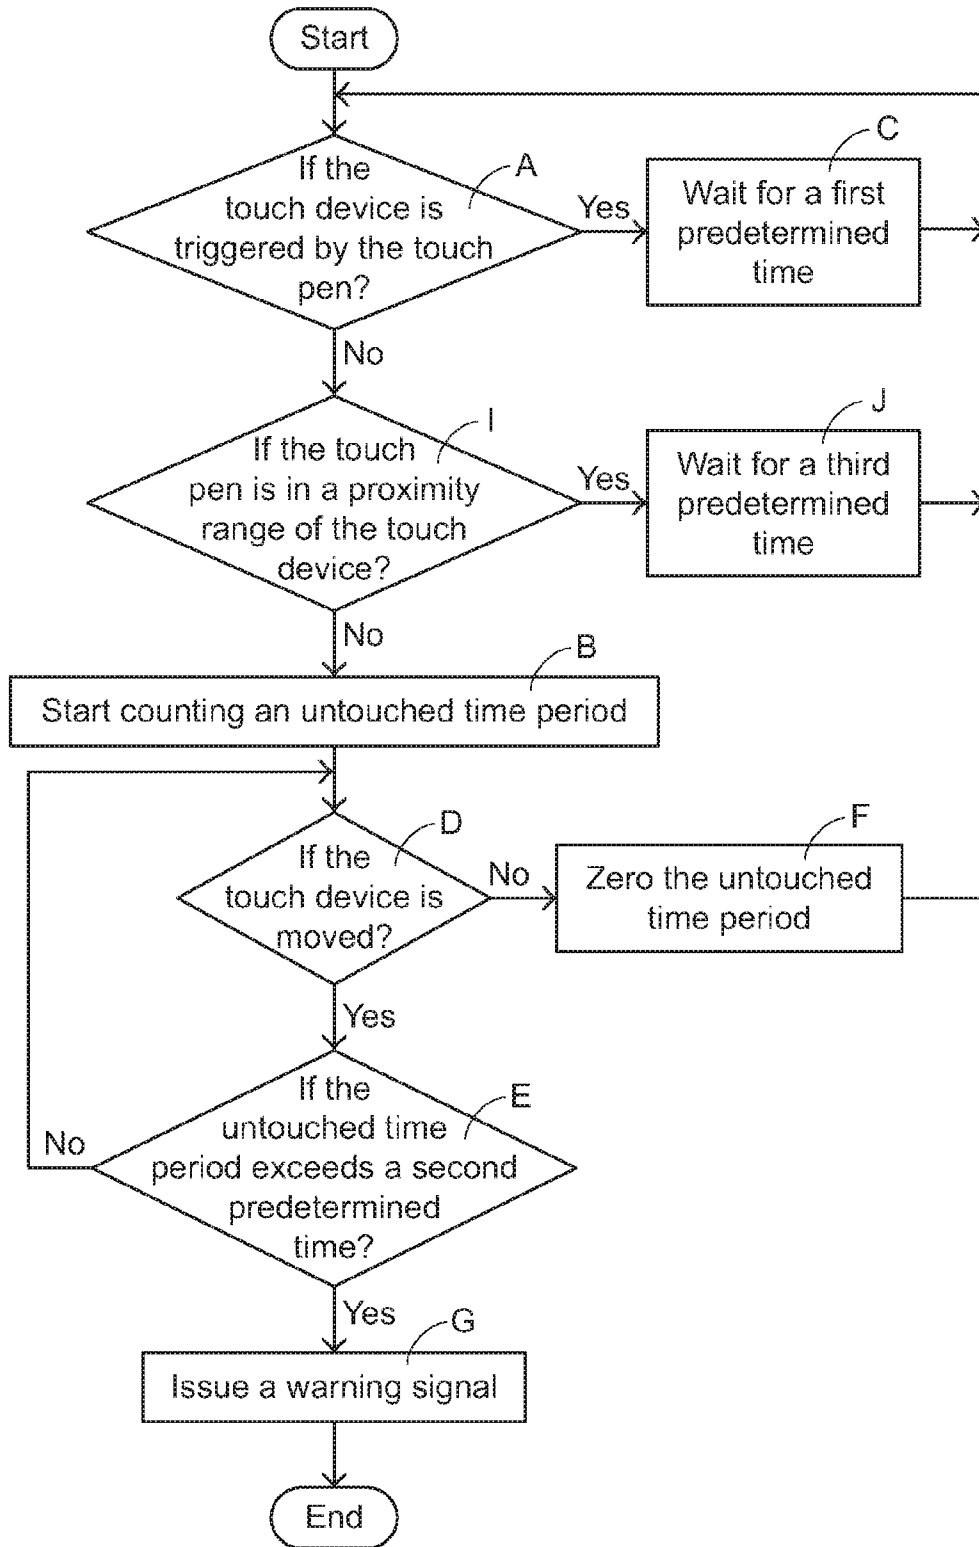 Start
A
If the
touch device is
triggered by the touch
pen?
Yes
C
Wait for a first
predetermined
time
No
I
If the touch
pen is in a proximity
range of the touch
device?
Yes
J
Wait for a third
predetermined
time
No
B
Start counting an untouched time period
D
If the
touch device is
moved?
No
F
Zero the untouched
time period
Yes
E
If the
untouched time
period exceeds a second
predetermined
time?
No
Yes
G
Issue a warning signal
End